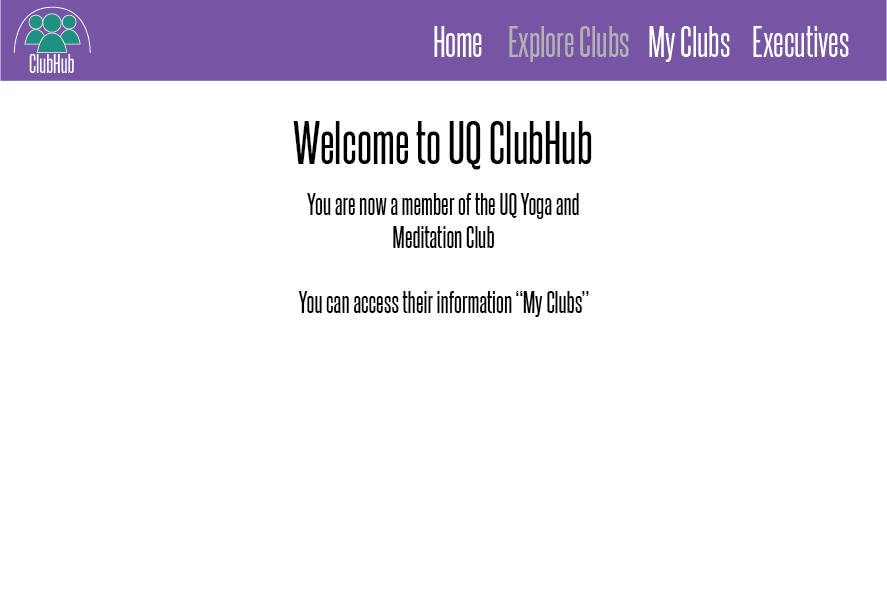 ClubHub
Home Explore Clubs My Clubs Executives
Welcome to UQ ClubHub
You are now a member of the UQ Yoga and
Meditation Club
You can access their information “My Clubs”